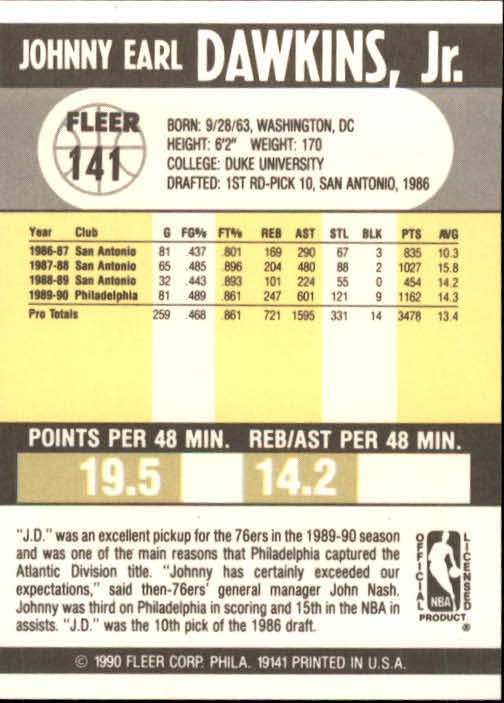 JOHNNY EARL DAWKINS, Jr.
FLEER
141
BORN: 9/28/63, WASHINGTON, DC
HEIGHT: 6'2" WEIGHT: 170
COLLEGE: DUKE UNIVERSITY
DRAFTED: 1ST RD-PICK 10, SAN ANTONIO, 1986
Year Club G FG% FT% REB AST STL BLK PTS AVG
1986-87 San Antonio 81 .437 .801 169 290 67 3 835 10.3
1987-88 San Antonio 65 .485 .896 204 480 88 2 1027 15.8
1988-89 San Antonio 32 .443 .893 101 224 55 0 454 14.2
1989-90 Philadelphia 81 .489 .861 247 601 121 9 1162 14.3
Pro Totals 259 .468 .861 721 1595 331 14 3478 13.4
POINTS PER 48 MIN. REB/AST PER 48 MIN.
19.5 14.2
"J.D." was an excellent pickup for the 76ers in the 1989-90 season
and was one of the main reasons that Philadelphia captured the
Atlantic Division title. "Johnny has certainly exceeded our
expectations," said then-76ers' general manager John Nash.
Johnny was third on Philadelphia in scoring and 15th in the NBA in
assists. "J.D." was the 10th pick of the 1986 draft.
OFFICIAL
LICENSED
NBA
PRODUCT
®
© 1990 FLEER CORP. PHILA. 19141 PRINTED IN U.S.A.